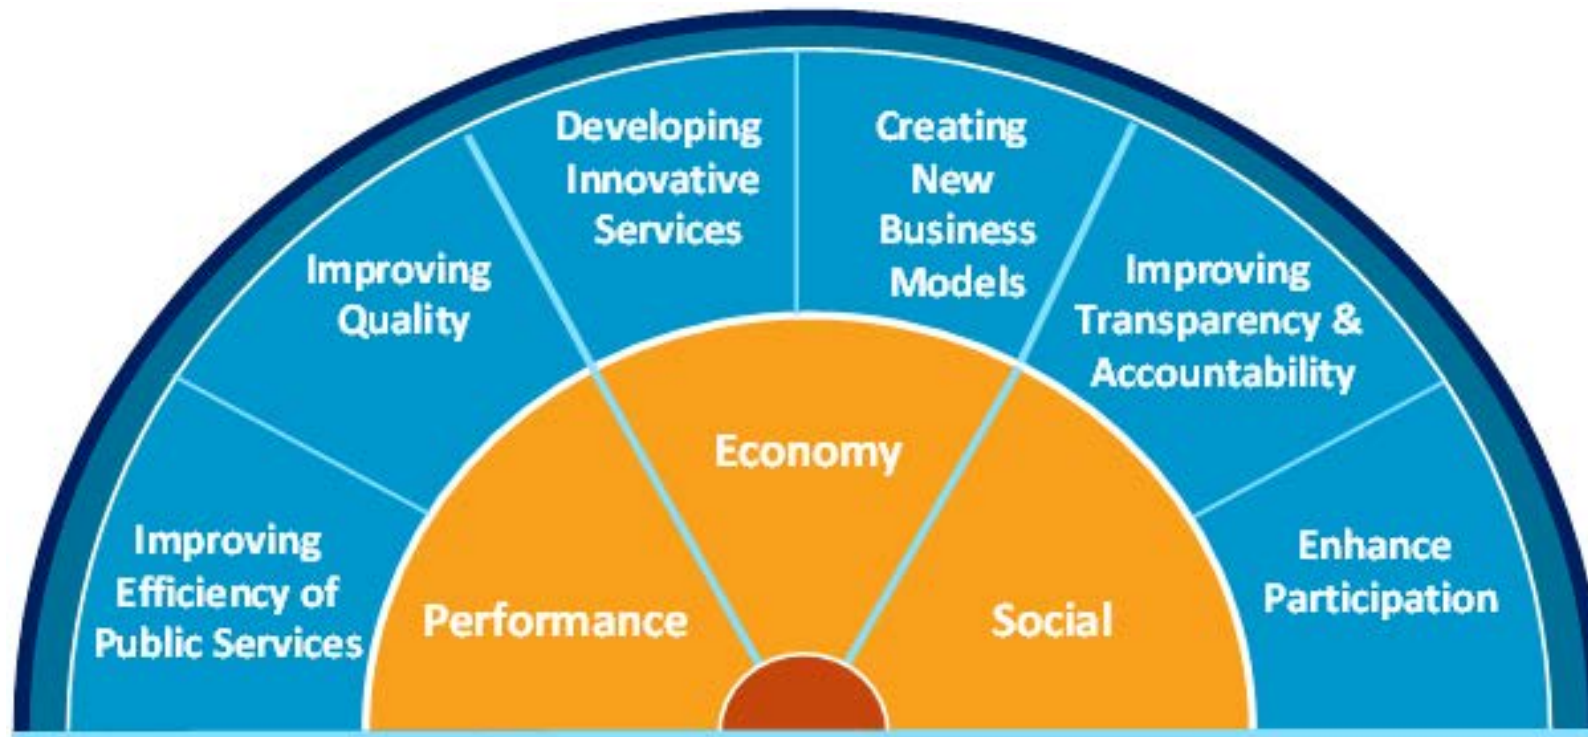 Developing
Innovative
Services
Creating
New
Business
Models
Improving
Quality
Improving
Transparency &
Accountability
Economy
Improving
Efficiency of
Public Services
Performance
Social
Enhance
Participation